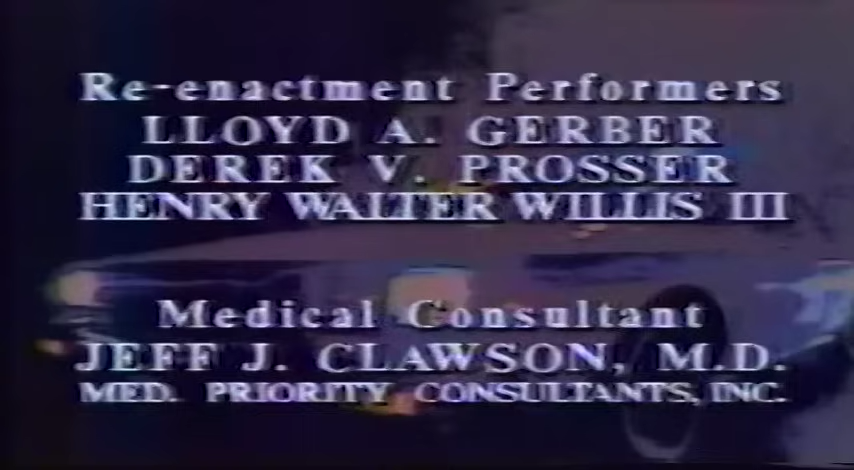 Re-enactment Performers
LLOYD A. GERBER
DEREK V. PROSSER
HENRY WALTER WILLIS III
Medical Consultant
JEFF J. CLAWSON, M.D.
MED. PRIORITY CONSULTANTS, INC.